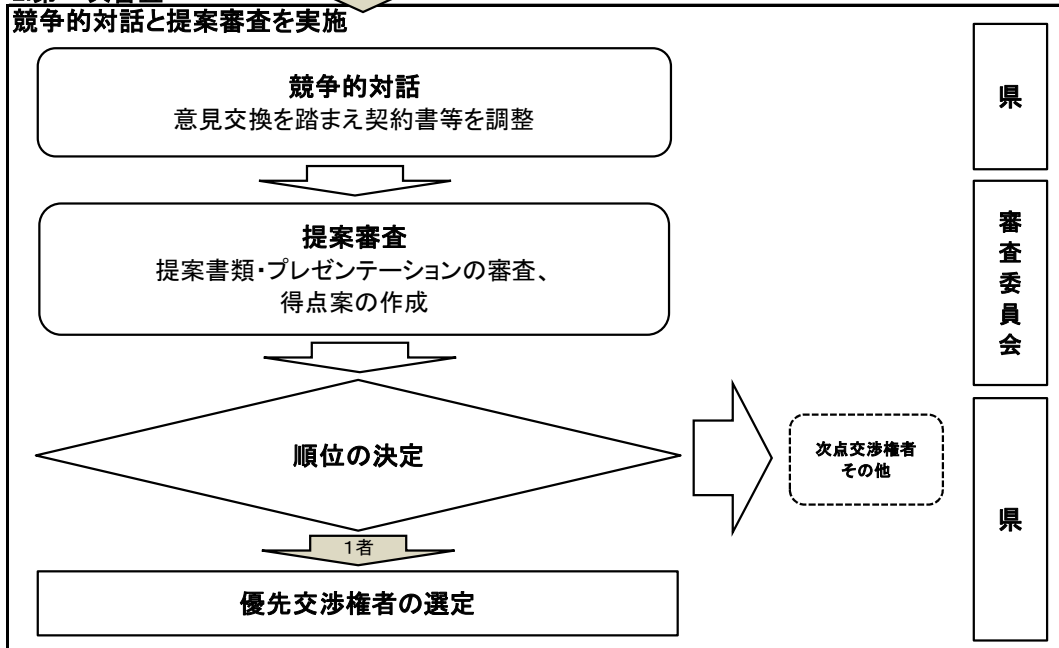 競争的対話と提案審査を実施
競争的対話
意見交換を踏まえ契約書等を調整
県
提案審査
提案書類・プレゼンテーションの審査、
得点案の作成
審査委員会
順位の決定
次点交渉権者
その他
県
1者
優先交渉権者の選定